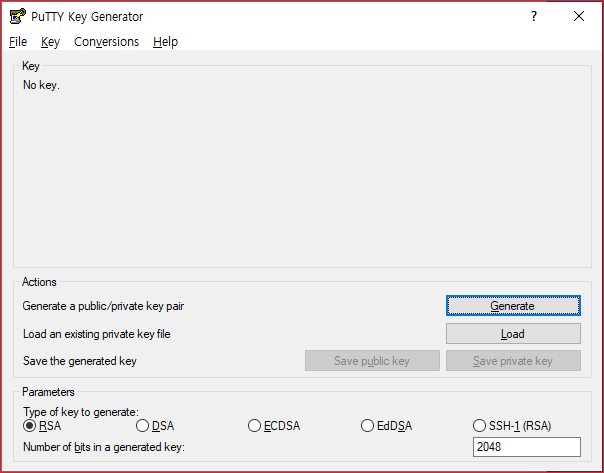 PuTTY Key Generator ?
File Key Conversions Help
Key
No key.
Actions
Generate a public/private key pair Generate
Load an existing private key file Load
Save the generated key Save public key Save private key
Parameters
Type of key to generate:
RSA DSA ECDSA EdDSA SSH-1 (RSA)
Number of bits in a generated key: 2048